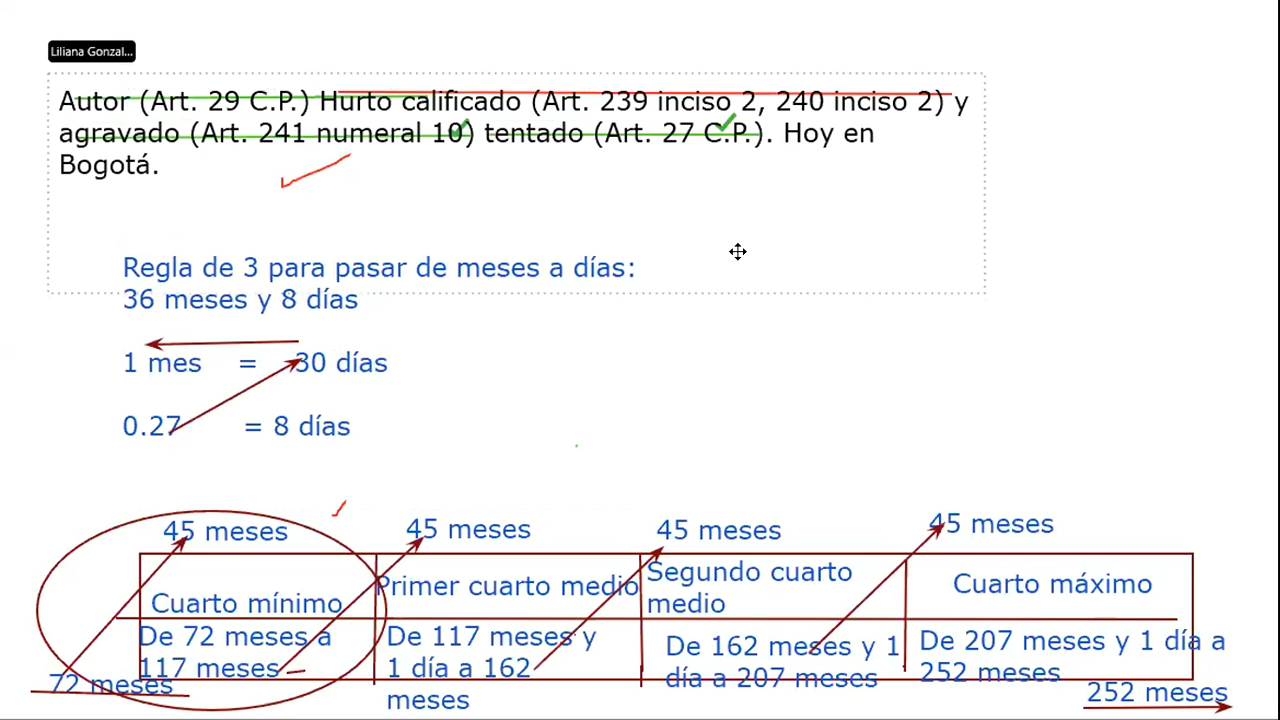 Liliana Gonzal...
Autor (Art. 29 C.P.) Hurto calificado (Art. 239 inciso 2, 240 inciso 2) y
agravado (Art. 241 numeral 10) tentado (Art. 27 C.P.). Hoy en
Bogotá.
Regla de 3 para pasar de meses a días:
36 meses y 8 días
1 mes = 30 días
0.27 = 8 días
45 meses 45 meses 45 meses 45 meses
Cuarto mínimo
Primer cuarto medio
Segundo cuarto
medio
Cuarto máximo
De 72 meses a
117 meses
De 117 meses y
1 día a 162
meses
De 162 meses y 1
día a 207 meses
De 207 meses y 1 día a
252 meses
72 meses
252 meses